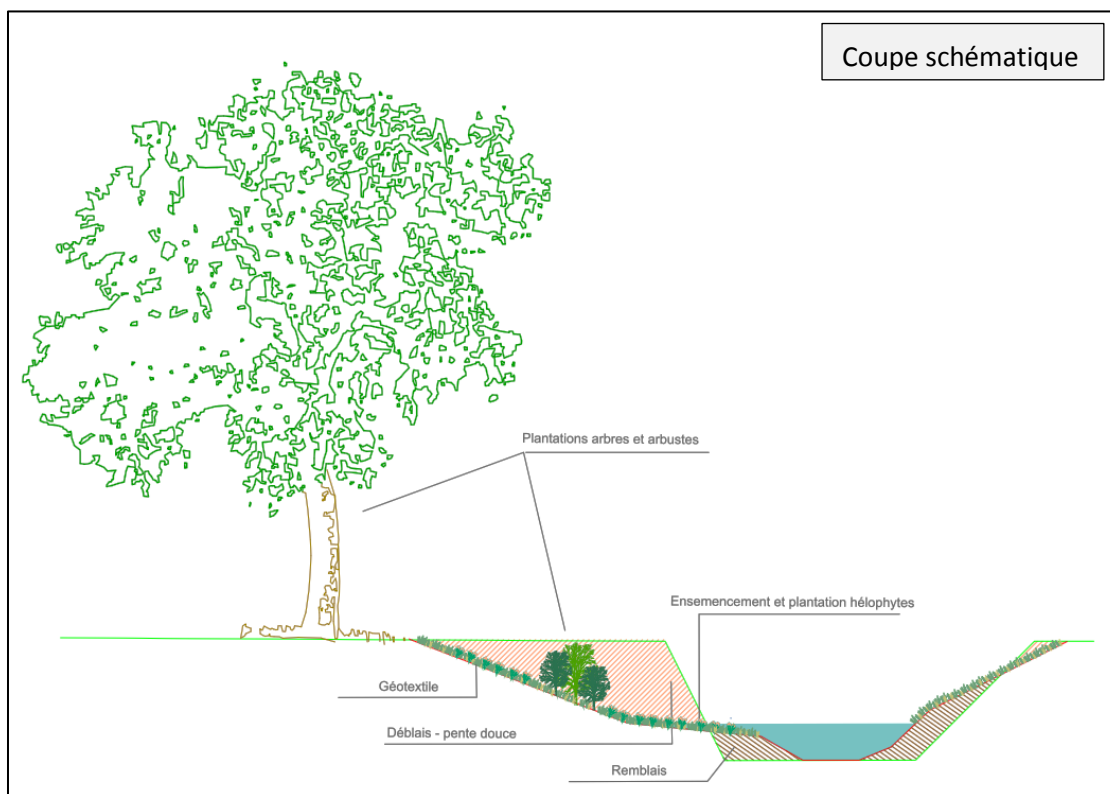 Coupe schématique
Plantations arbres et arbustes
Ensemencement et plantation hélophytes
Géotextile
Déblais - pente douce
Remblais